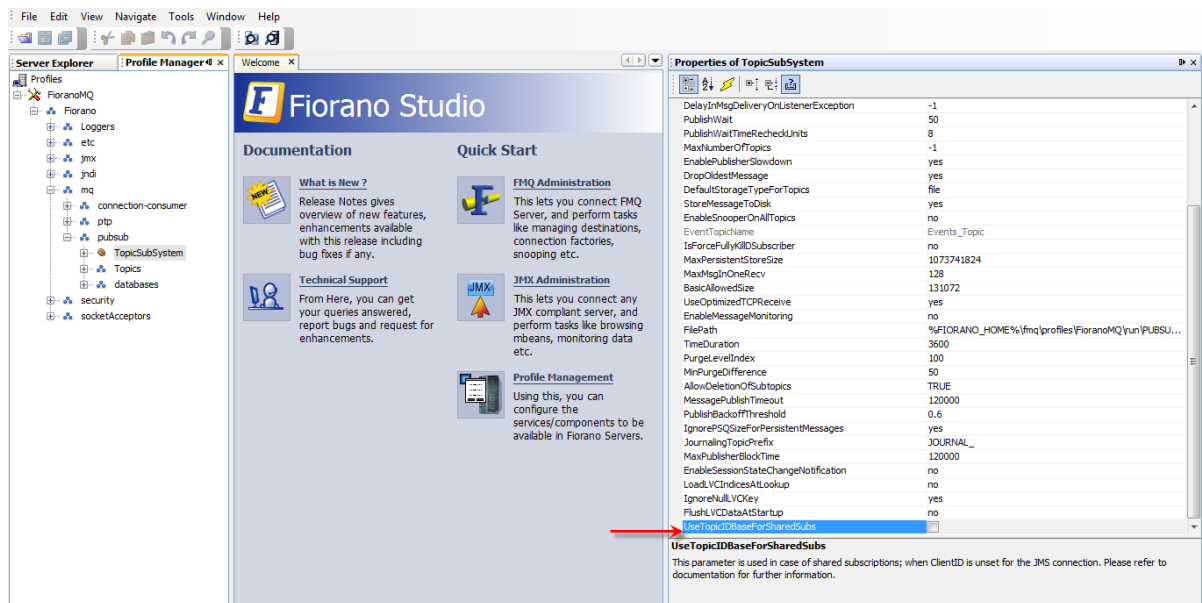 File Edit View Navigate Tools Window Help
Server Explorer
Profile Manager
Profiles
FioranoMQ
Fiorano
Loggers
etc
jmx
jndi
mq
connection-consumer
ptp
pubsub
TopicSubSystem
Topics
databases
security
socketAcceptors
Welcome
F Fiorano Studio
Documentation
NEW
What is New ?
Release Notes gives
overview of new features,
enhancements available
with this release including
bug fixes if any.
Technical Support
From Here, you can get
your queries answered,
report bugs and request for
enhancements.
Quick Start
FMQ Administration
This lets you connect FMQ
Server, and perform tasks
like managing destinations,
connection factories,
snooping etc.
JMX
JMX Administration
This lets you connect any
JMX compliant server, and
perform tasks like browsing
mbeans, monitoring data
etc.
Profile Management
Using this, you can
configure the
services/components to be
available in Fiorano Servers.
Properties of TopicSubSystem
DelayInMsgDeliveryOnListenerException -1
PublishWait 50
PublishWaitTimeRecheckUnits 8
MaxNumberOfTopics -1
EnablePublisherSlowdown yes
DropOldestMessage yes
DefaultStorageTypeForTopics file
StoreMessageToDisk yes
EnableSnooperOnAllTopics no
EventTopicName Events_Topic
IsForceFullyKillDSubscriber no
MaxPersistentStoreSize 1073741824
MaxMsgInOneRecv 128
BasicAllowedSize 131072
UseOptimizedTCPReceive yes
EnableMessageMonitoring no
FilePath %FIORANO_HOME%\fmq\profiles\FioranoMQ\run\PUBSU...
TimeDuration 3600
PurgeLevelIndex 100
MinPurgeDifference 50
AllowDeletionOfSubtopics TRUE
MessagePublishTimeout 120000
PublishBackoffThreshold 0.6
IgnorePSQSizeForPersistentMessages yes
JournalingTopicPrefix JOURNAL_
MaxPublisherBlockTime 120000
EnableSessionStateChangeNotification no
LoadLVCIndicesAtLookup no
IgnoreNullLVCKey yes
FlushLVCDataAtStartup no
UseTopicIDBaseForSharedSubs
UseTopicIDBaseForSharedSubs
This parameter is used in case of shared subscriptions; when ClientID is unset for the JMS connection. Please refer to
documentation for further information.